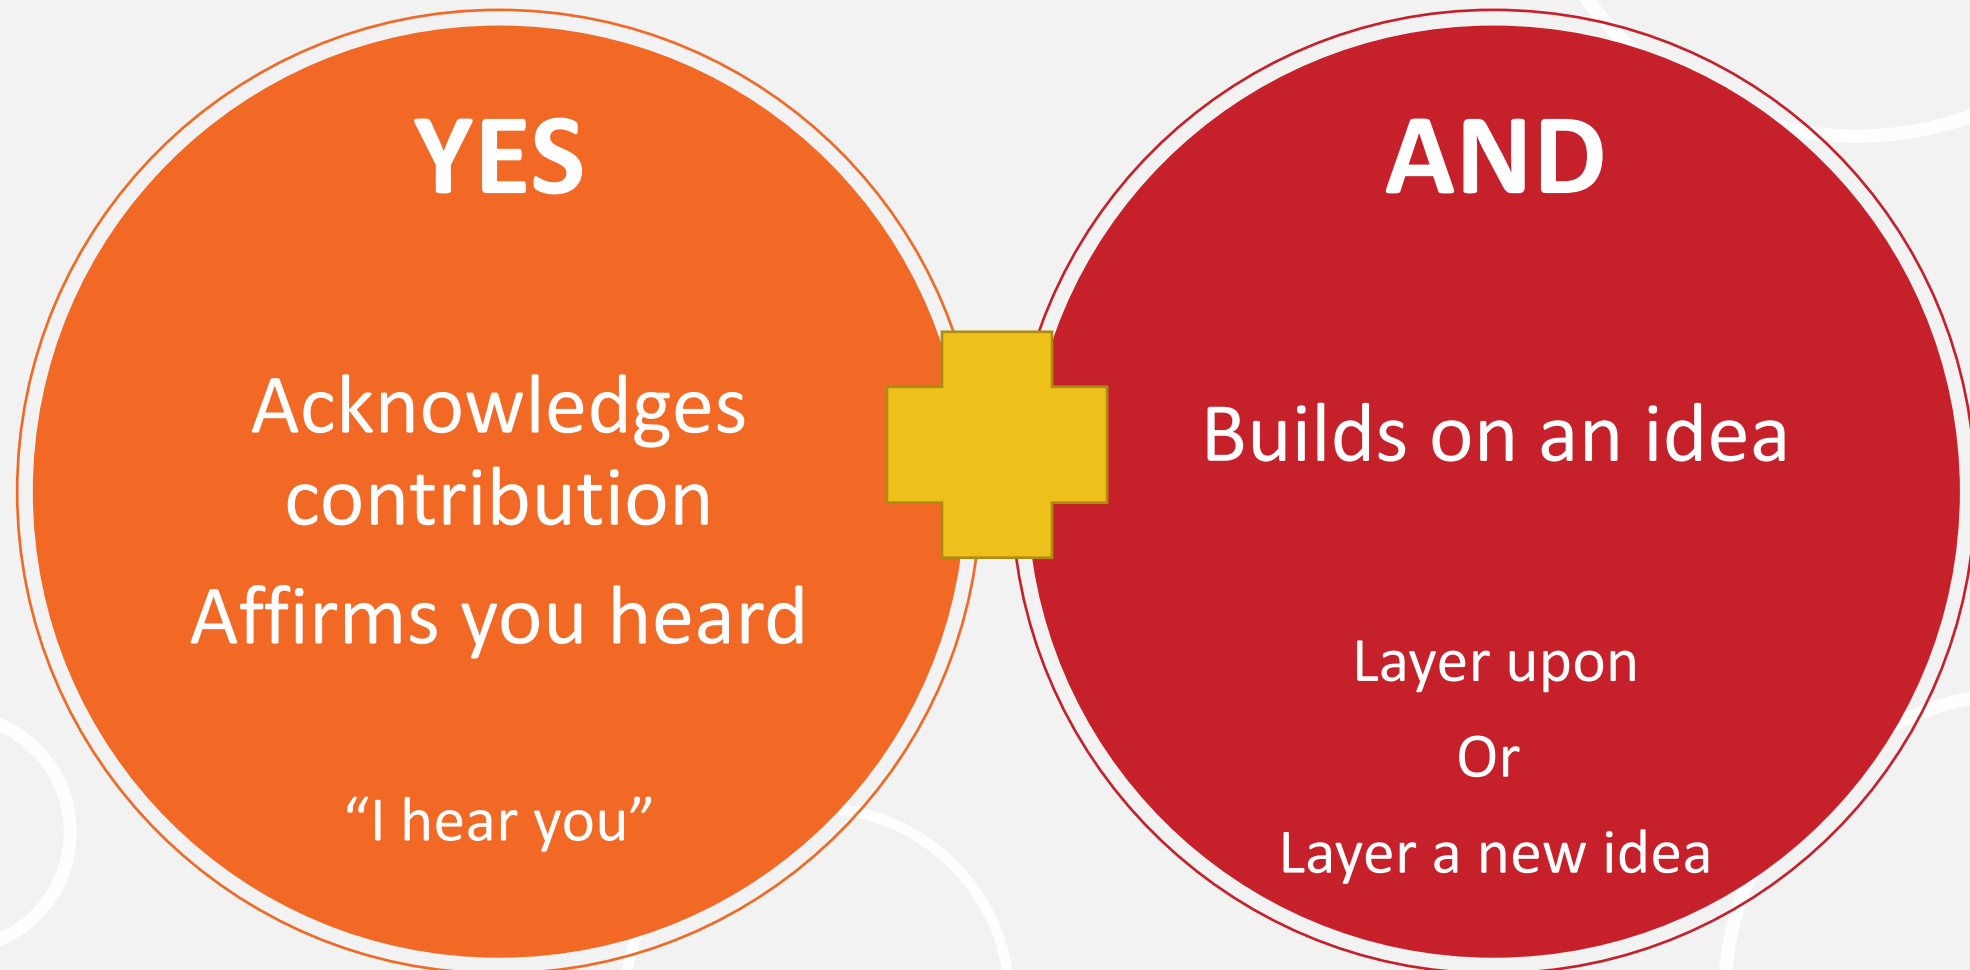 YES
Acknowledges
contribution
Affirms you heard
“I hear you”
AND
Builds on an idea
Layer upon
Or
Layer a new idea